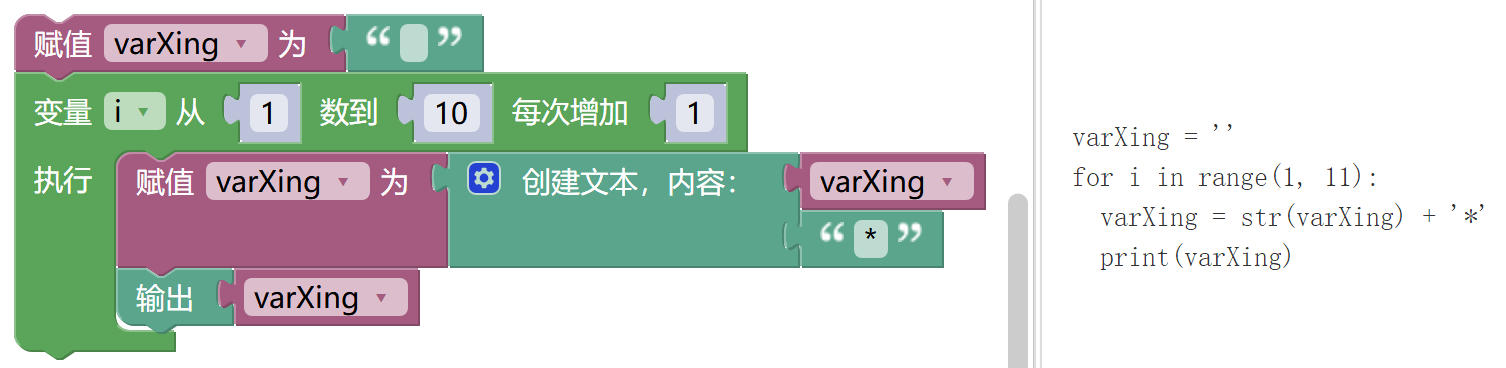 赋值 varXing 为 “ ”
变量 i 从 1 数到 10 每次增加 1
执行 赋值 varXing 为 创建文本，内容： varXing
“ * ”
输出 varXing
varXing = ''
for i in range(1, 11):
  varXing = str(varXing) + '*'
  print(varXing)